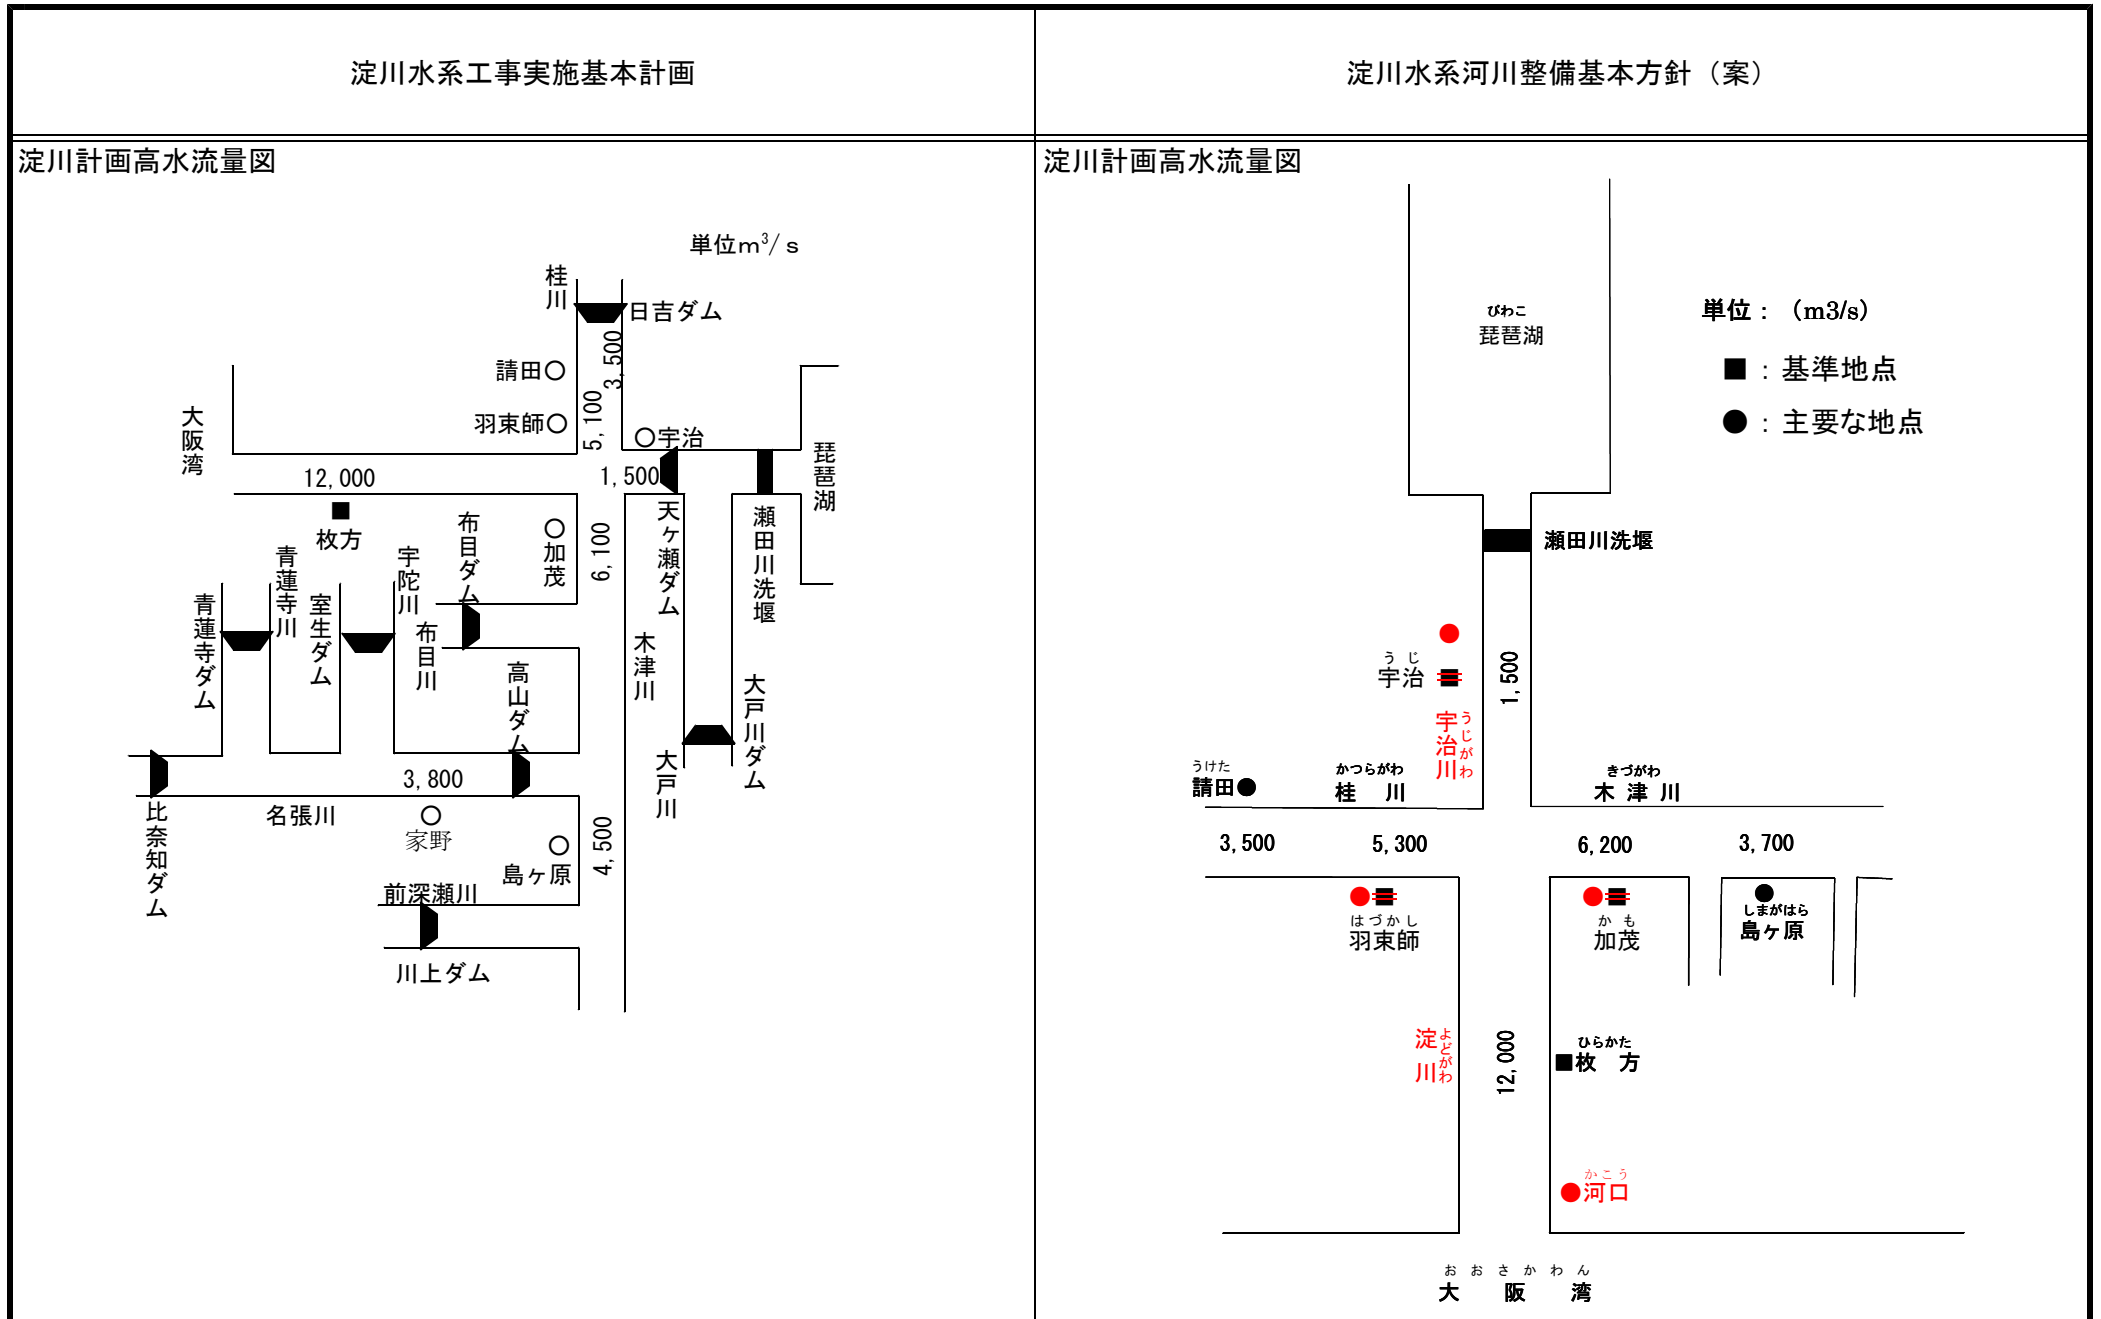 淀川水系工事実施基本計画
淀川水系河川整備基本方針（案）
淀川計画高水流量図
単位ｍ³/ｓ
桂川
日吉ダム
3,500
請田○
5,100
羽束師○
○宇治
大阪湾
12,000
1,500
琵琶湖
■
枚方
布目ダム
○加茂
6,100
天ヶ瀬ダム
瀬田川洗堰
青蓮寺川
宇陀川
青蓮寺ダム
室生ダム
布目川
木津川
高山ダム
大戸川ダム
大戸川
3,800
比奈知ダム
名張川
○
家野
○
島ヶ原
4,500
前深瀬川
川上ダム
淀川計画高水流量図
びわこ
琵琶湖
単位：（m3/s）
■：基準地点
●：主要な地点
瀬田川洗堰
うじ
宇治
1,500
宇治川
うじがわ
うけた
請田●
かつらがわ
桂川
きづがわ
木津川
3,500
5,300
6,200
3,700
はづかし
羽束師
かも
加茂
しまがはら
島ヶ原
淀川
よどがわ
12,000
ひらかた
■枚方
かこう
●河口
おおさかわん
大阪湾